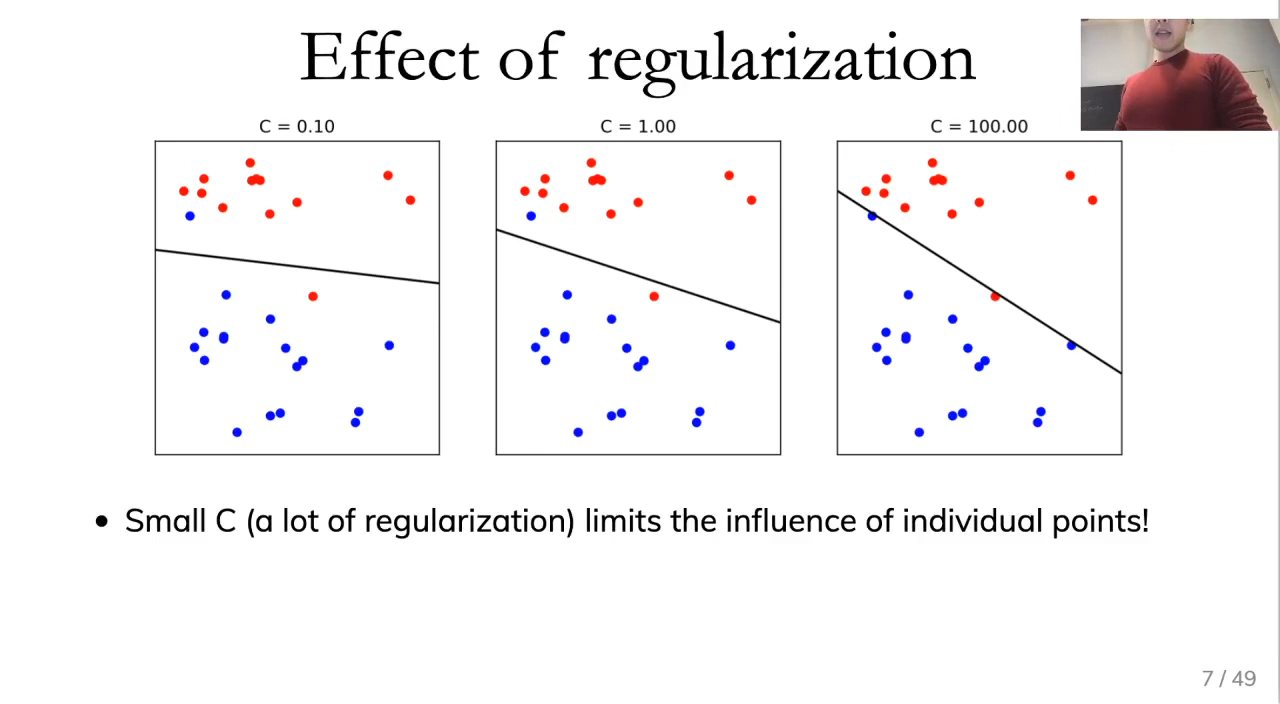 Effect of regularization
C = 0.10
C = 1.00
C = 100.00
• Small C (a lot of regularization) limits the influence of individual points!
7 / 49